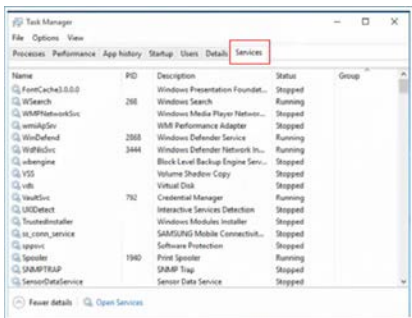 Task Manager
File Options View
Processes Performance App history Startup Users Details Services
Name PID Description Status Group
FontCache3.0.0.0 Windows Presentation Foundat... Stopped
WSearch 268 Windows Search Running
WMPNetworkSvc Windows Media Player Networ... Stopped
wmiApSrv WMI Performance Adapter Stopped
WinDefend 2868 Windows Defender Service Running
WdNisSvc 3444 Windows Defender Network In... Running
wbengine Block Level Backup Engine Serv... Stopped
VSS Volume Shadow Copy Stopped
vds Virtual Disk Stopped
VaultSvc 792 Credential Manager Running
UI0Detect Interactive Services Detection Stopped
TrustedInstaller Windows Modules Installer Stopped
ss_conn_service SAMSUNG Mobile Connectivit... Stopped
sppsvc Software Protection Stopped
Spooler 1940 Print Spooler Running
SNMPTRAP SNMP Trap Stopped
SensorDataService Sensor Data Service Stopped
Fewer details Open Services